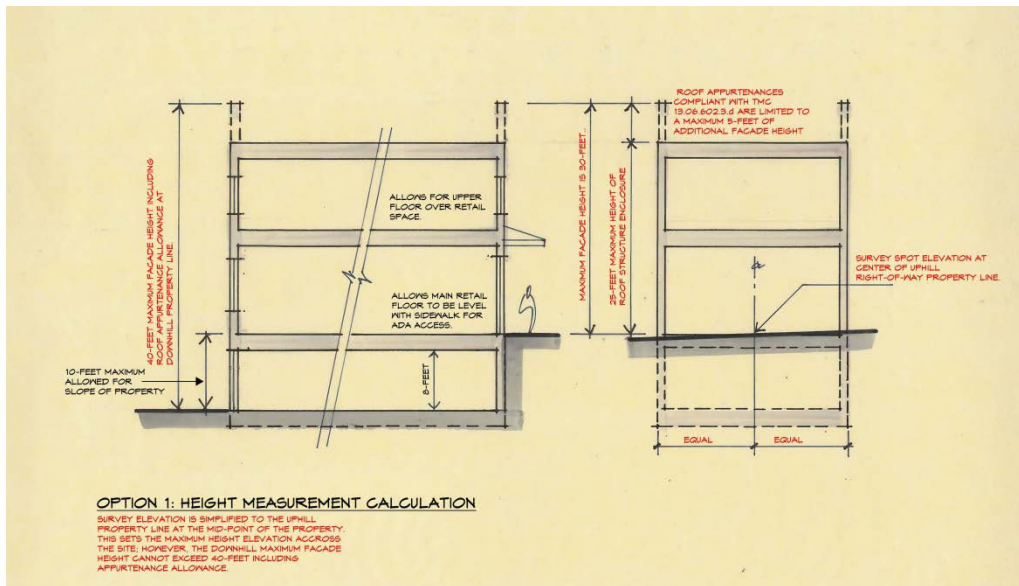 ROOF APPURTENANCES
COMPLIANT WITH TMC
13.06.602.3.d ARE LIMITED TO
A MAXIMUM 5-FEET OF
ADDITIONAL FACADE HEIGHT
40-FEET MAXIMUM FACADE HEIGHT INCLUDING
ROOF APPURTENANCE ALLOWANCE AT
DOWNHILL PROPERTY LINE.
ALLOWS FOR UPPER
FLOOR OVER RETAIL
SPACE.
MAXIMUM FACADE HEIGHT IS 30-FEET..
25-FEET MAXIMUM HEIGHT OF
ROOF STRUCTURE ENCLOSURE
SURVEY SPOT ELEVATION AT
CENTER OF UPHILL
RIGHT-OF-WAY PROPERTY LINE.
ALLOWS MAIN RETAIL
FLOOR TO BE LEVEL
WITH SIDEWALK FOR
ADA ACCESS.
10-FEET MAXIMUM
ALLOWED FOR
SLOPE OF PROPERTY
8-FEET
EQUAL
EQUAL
OPTION 1: HEIGHT MEASUREMENT CALCULATION
SURVEY ELEVATION IS SIMPLIFIED TO THE UPHILL
PROPERTY LINE AT THE MID-POINT OF THE PROPERTY.
THIS SETS THE MAXIMUM HEIGHT ELEVATION ACCROSS
THE SITE; HOWEVER, THE DOWNHILL MAXIMUM FACADE
HEIGHT CANNOT EXCEED 40-FEET INCLUDING
APPURTENANCE ALLOWANCE.